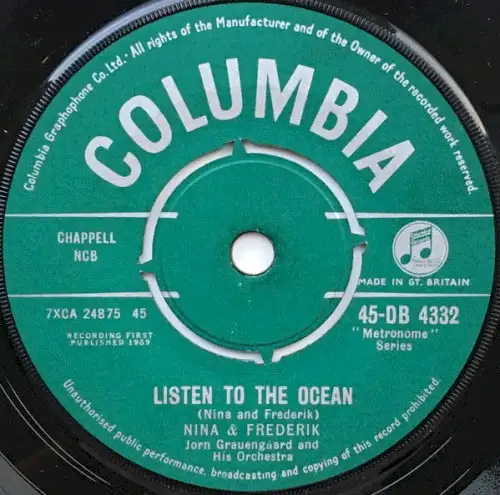 Columbia Graphophone Co. Ltd. · All rights of the Manufacturer and of the Owner of the recorded work reserved.
COLUMBIA
CHAPPELL
NCB
MADE IN GT. BRITAIN
7XCA 24875 45
45-DB 4332
RECORDING FIRST
PUBLISHED 1959
"Metronome"
Series
LISTEN TO THE OCEAN
(Nina and Frederik)
NINA & FREDERIK
Jorn Grauengaard and
His Orchestra
Unauthorised public performance, broadcasting and copying of this record prohibited.